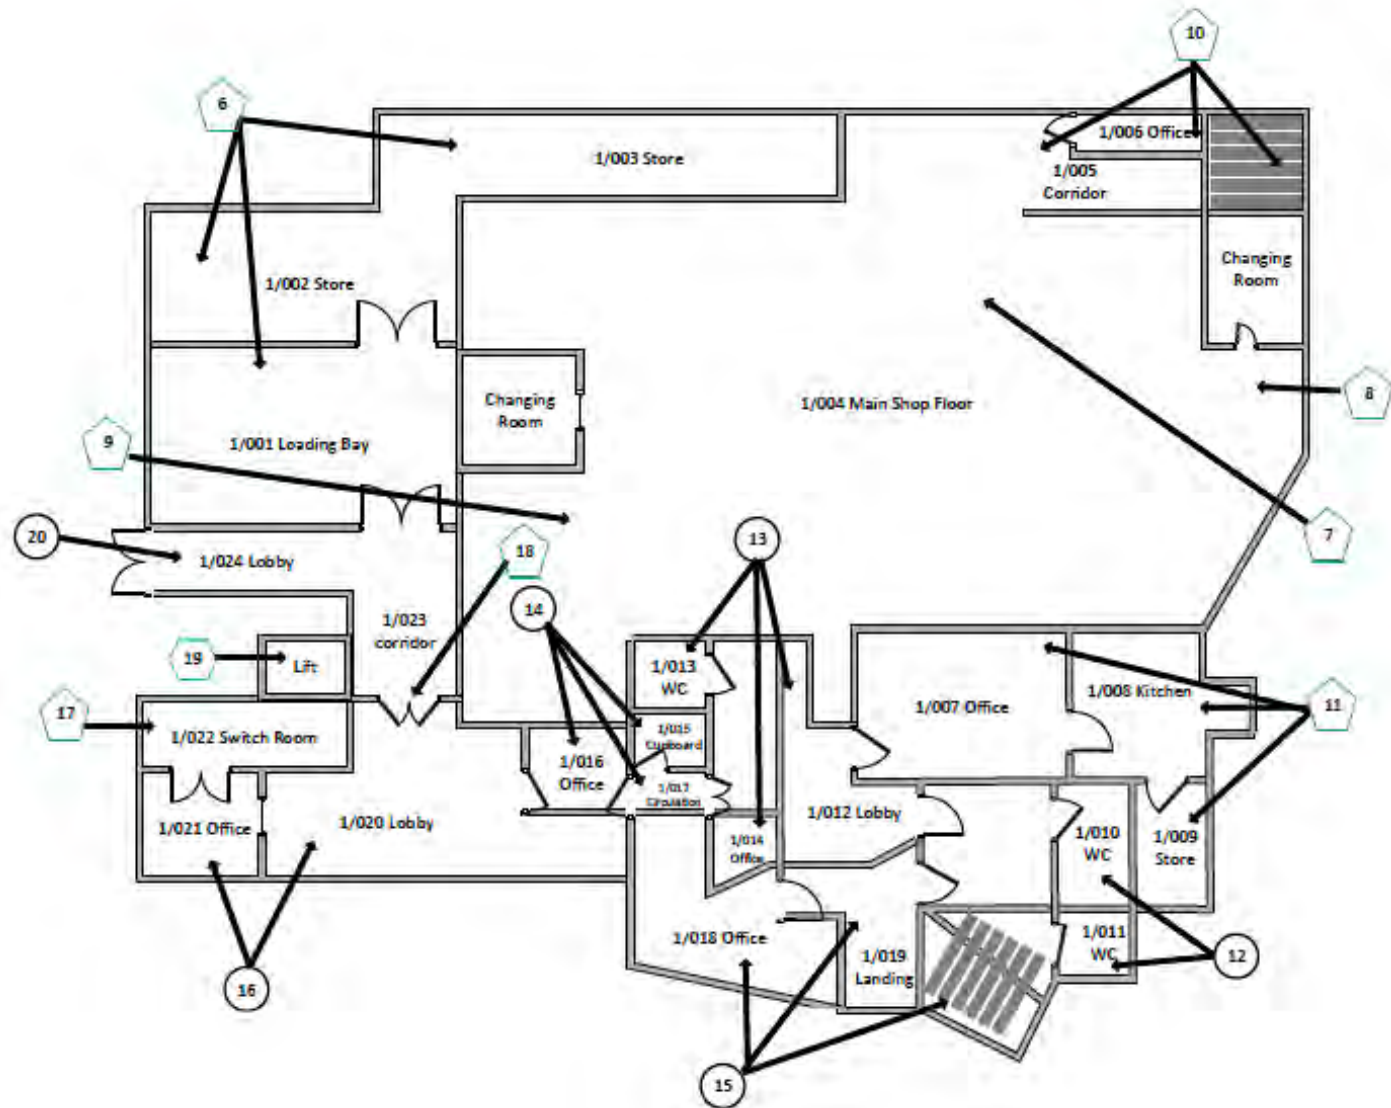 10
6
1/006 Office
1/003 Store
1/005
Corridor
Changing
Room
1/002 Store
8
Changing
Room
1/004 Main Shop Floor
9
1/001 Loading Bay
20
18
13
7
1/024 Lobby
14
1/023
corridor
19
Lift
1/013
WC
1/008 Kitchen
1/007 Office
11
17
1/022 Switch Room
1/015
Cupboard
1/016
Office
1/017
Circulation
1/021 Office
1/020 Lobby
1/012 Lobby
1/014
Office
1/010
WC
1/009
Store
1/018 Office
1/011
WC
12
1/019
Landing
16
15